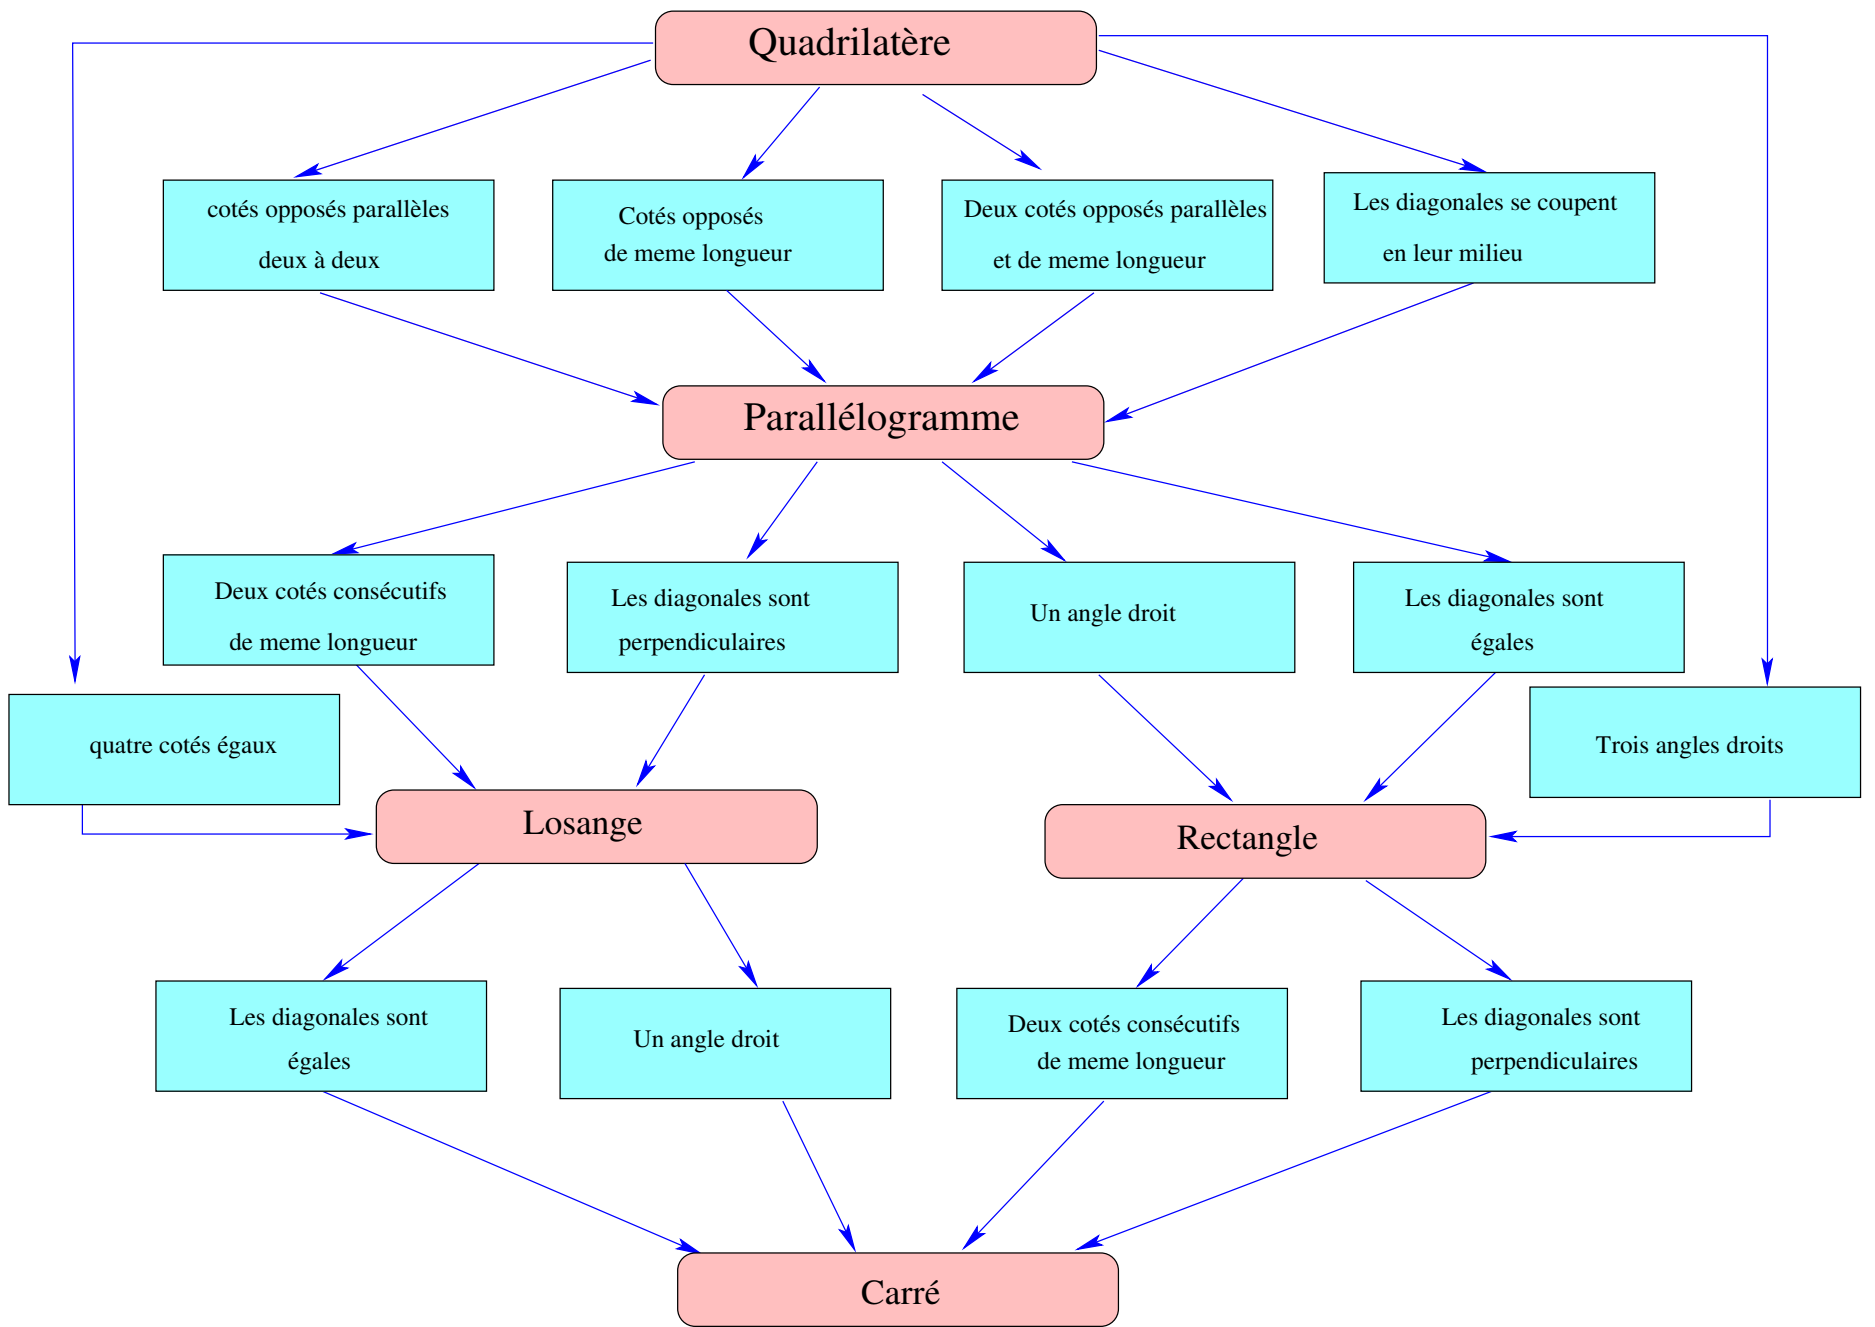 Quadrilatère
cotés opposés parallèles
deux à deux
Cotés opposés
de meme longueur
Deux cotés opposés parallèles
et de meme longueur
Les diagonales se coupent
en leur milieu
Parallélogramme
Deux cotés consécutifs
de meme longueur
Les diagonales sont
perpendiculaires
Un angle droit
Les diagonales sont
égales
quatre cotés égaux
Trois angles droits
Losange
Rectangle
Les diagonales sont
égales
Un angle droit
Deux cotés consécutifs
de meme longueur
Les diagonales sont
perpendiculaires
Carré